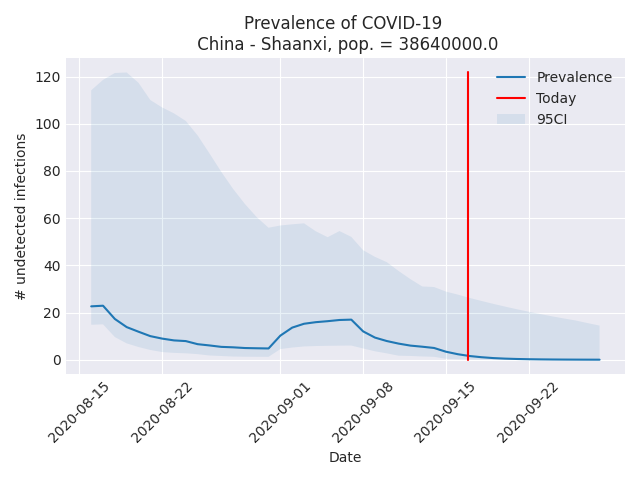 Prevalence of COVID-19
China - Shaanxi, pop. = 38640000.0
# undetected infections
120
100
80
60
40
20
0
Prevalence
Today
95CI
2020-08-15
2020-08-22
2020-09-01
2020-09-08
2020-09-15
2020-09-22
Date